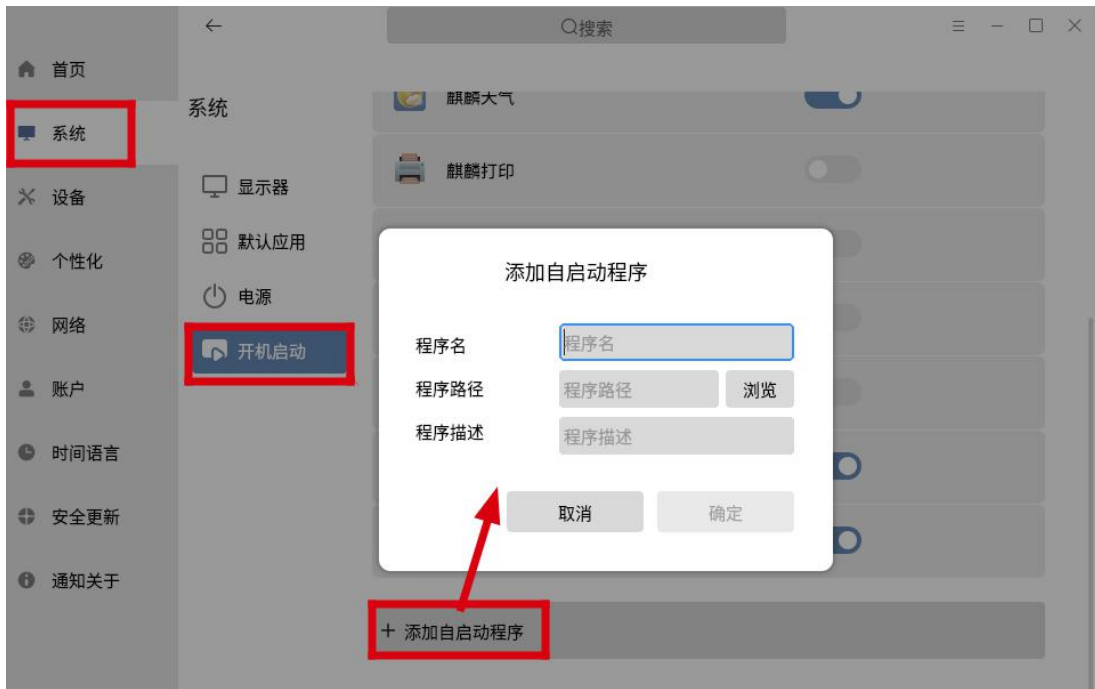 搜索
首页
系统
设备
个性化
网络
账户
时间语言
安全更新
通知关于
系统
显示器
默认应用
电源
开机启动
麒麟天气
麒麟打印
添加自启动程序
程序名 程序名
程序路径 程序路径 浏览
程序描述 程序描述
取消 确定
+ 添加自启动程序